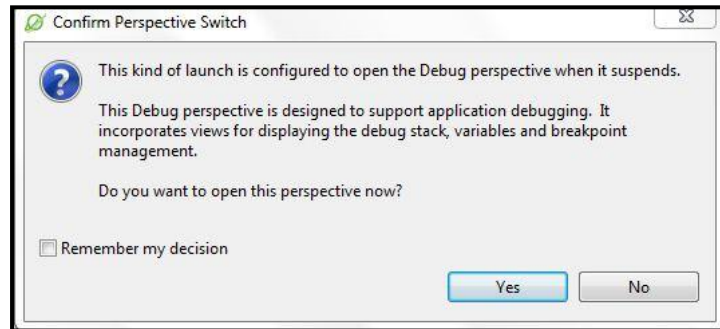 Confirm Perspective Switch
This kind of launch is configured to open the Debug perspective when it suspends.
This Debug perspective is designed to support application debugging. It
incorporates views for displaying the debug stack, variables and breakpoint
management.
Do you want to open this perspective now?
Remember my decision
Yes No